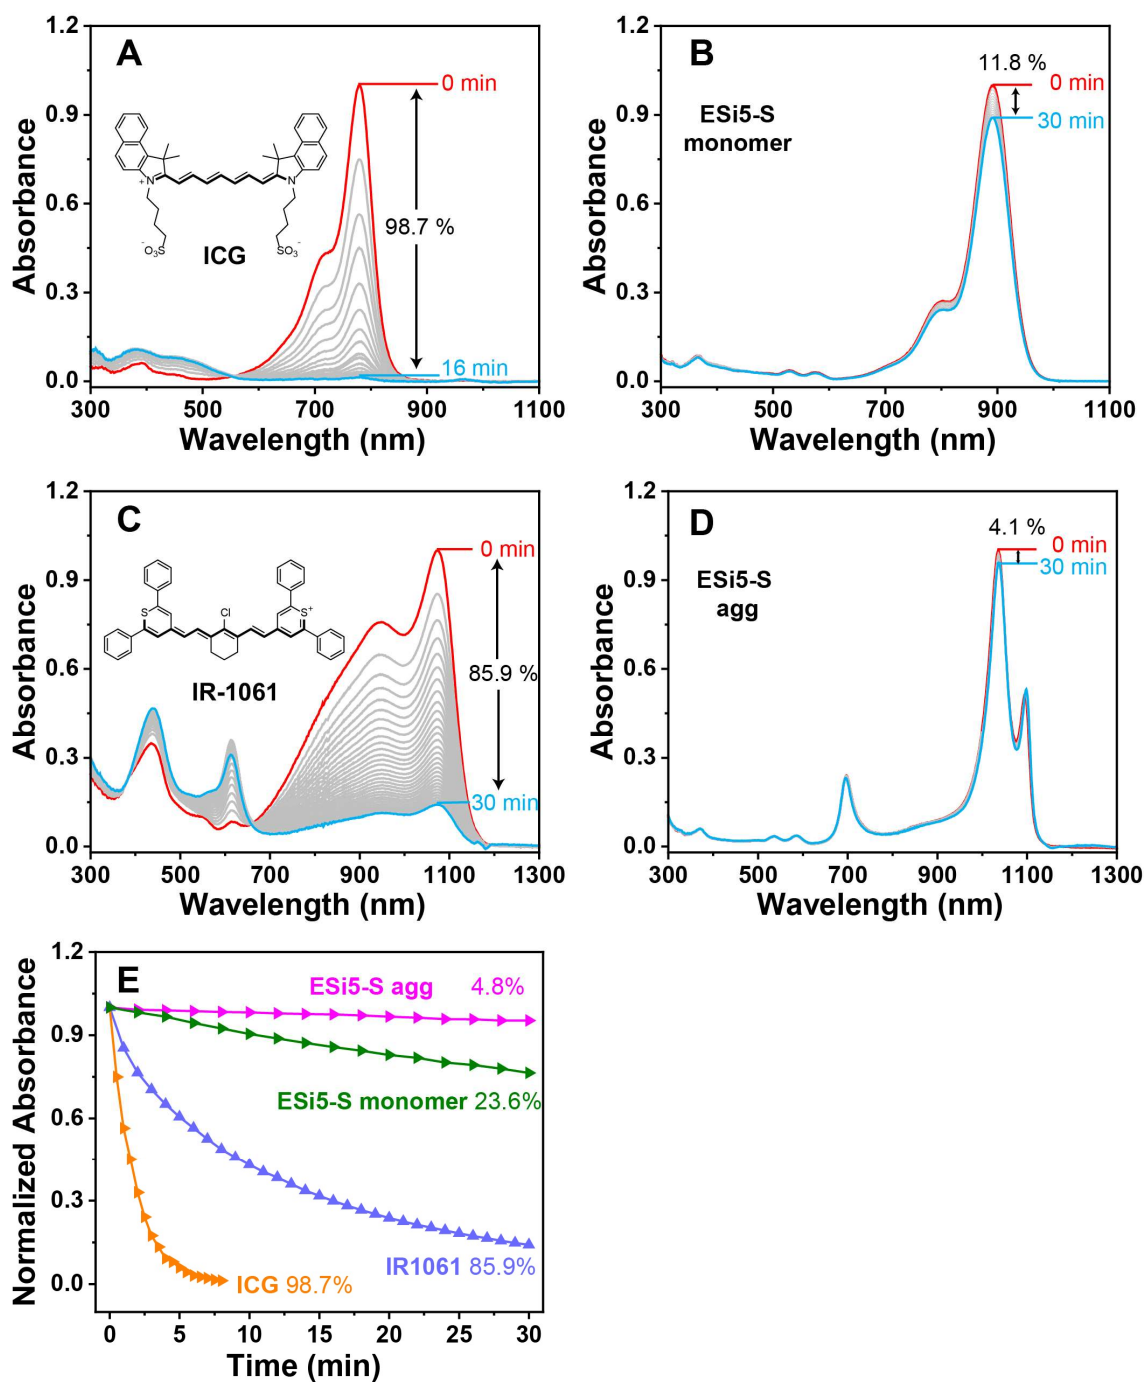 A
1.2
0.9
0.6
0.3
0.0
Absorbance
0 min
98.7 %
16 min
N
+
N
-
O₃S
SO₃
-
ICG
300 500 700 900 1100
Wavelength (nm)
B
1.2
0.9
0.6
0.3
0.0
Absorbance
11.8 %
0 min
30 min
ESi5-S
monomer
300 500 700 900 1100
Wavelength (nm)
C
1.2
0.9
0.6
0.3
0.0
Absorbance
0 min
85.9 %
30 min
S
Cl
S+
IR-1061
300 500 700 900 1100 1300
Wavelength (nm)
D
1.2
0.9
0.6
0.3
0.0
Absorbance
4.1 %
0 min
30 min
ESi5-S
agg
300 500 700 900 1100 1300
Wavelength (nm)
E
1.2
0.9
0.6
0.3
0.0
Normalized Absorbance
ESi5-S agg 4.8%
ESi5-S monomer 23.6%
IR1061 85.9%
ICG 98.7%
0 5 10 15 20 25 30
Time (min)